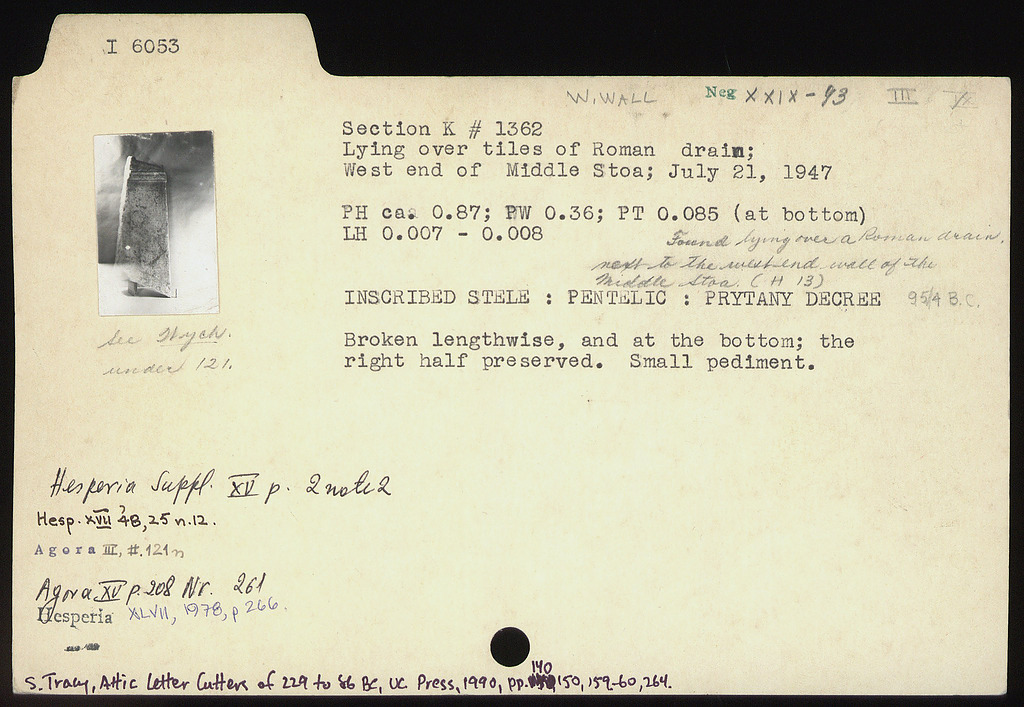 I 6053
W. WALL
Neg XXIX-93 III
Section K # 1362
Lying over tiles of Roman drain;
West end of Middle Stoa; July 21, 1947
PH ca. 0.87; PW 0.36; PT 0.085 (at bottom)
LH 0.007 - 0.008
Found lying over a Roman drain,
next to the west end wall of the
Middle Stoa. (H 13)
INSCRIBED STELE : PENTELIC : PRYTANY DECREE 95/4 B.C.
Broken lengthwise, and at the bottom; the
right half preserved. Small pediment.
See Wych.
under 121.
Hesperia Suppl. XV p. 2 note 2
Hesp. XVII '48, 25 n. 12.
Agora III, #. 121n
Agora XV p. 208 Nr. 261
Hesperia XLVII, 1978, p 266.
S. Tracy, Attic Letter Cutters of 229 to 86 BC, UC Press, 1990, pp. 140, 150, 159-60, 264.